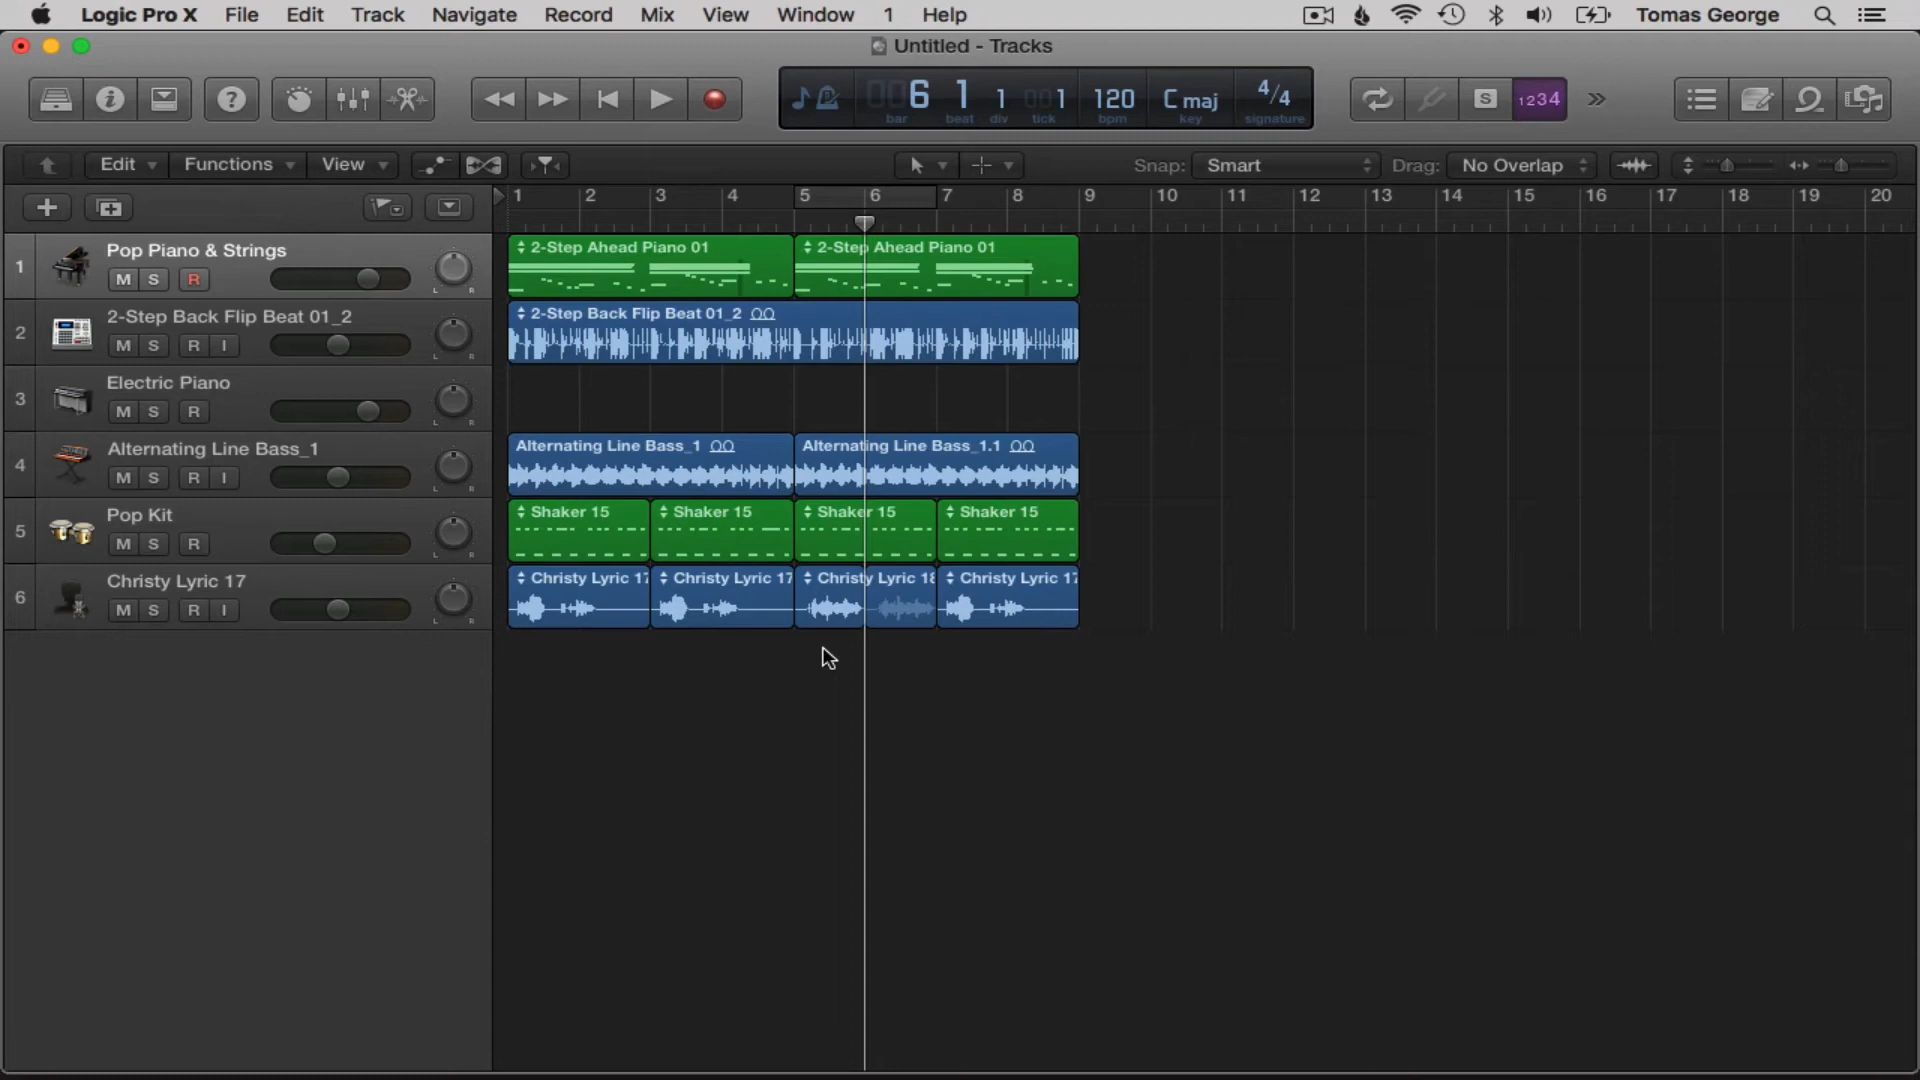 Logic Pro X File Edit Track Navigate Record Mix View Window 1 Help Tomas George
Untitled - Tracks
006 1 1 001 120 C maj 4/4
bar beat div tick bpm key signature
S 1234
Edit Functions View Snap: Smart Drag: No Overlap
1 2 3 4 5 6 7 8 9 10 11 12 13 14 15 16 17 18 19 20
1 Pop Piano & Strings
M S R
L R
2-Step Ahead Piano 01 2-Step Ahead Piano 01
2 2-Step Back Flip Beat 01_2
M S R I
L R
2-Step Back Flip Beat 01_2
3 Electric Piano
M S R
L R
4 Alternating Line Bass_1
M S R I
L R
Alternating Line Bass_1 Alternating Line Bass_1.1
5 Pop Kit
M S R
L R
Shaker 15 Shaker 15 Shaker 15 Shaker 15
6 Christy Lyric 17
M S R I
L R
Christy Lyric 17 Christy Lyric 17 Christy Lyric 18 Christy Lyric 17